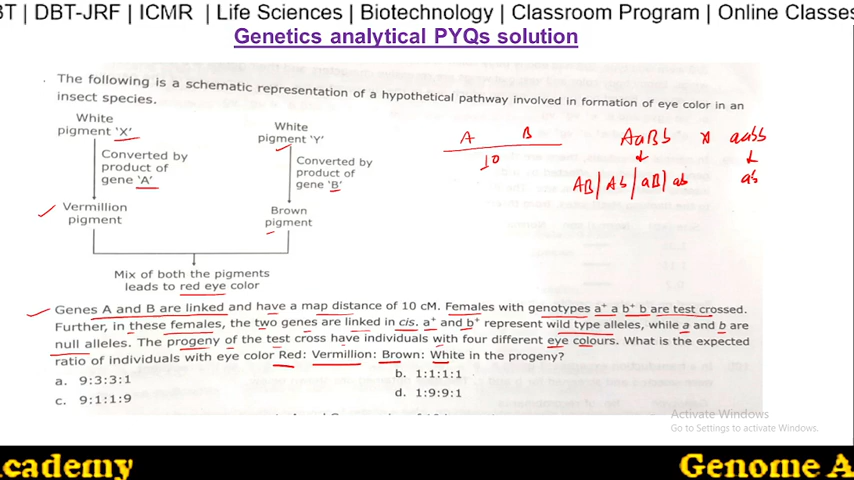 BT | DBT-JRF | ICMR | Life Sciences | Biotechnology | Classroom Program | Online Classes
Genetics analytical PYQs solution
The following is a schematic representation of a hypothetical pathway involved in formation of eye color in an
insect species.
White
pigment 'X'
White
pigment 'Y'
Converted by
product of
gene 'A'
Converted by
product of
gene 'B'
Vermillion
pigment
Brown
pigment
Mix of both the pigments
leads to red eye color
A B
10
AaBb x aabb
AB/ Ab / aB/ ab ab
Genes A and B are linked and have a map distance of 10 cM. Females with genotypes a⁺ a b⁺ b are test crossed.
Further, in these females, the two genes are linked in cis. a⁺ and b⁺ represent wild type alleles, while a and b are
null alleles. The progeny of the test cross have individuals with four different eye colours. What is the expected
ratio of individuals with eye color Red: Vermillion: Brown: White in the progeny?
a. 9:3:3:1
b. 1:1:1:1
c. 9:1:1:9
d. 1:9:9:1
Activate Windows
Go to Settings to activate Windows.
cademy
Genome A